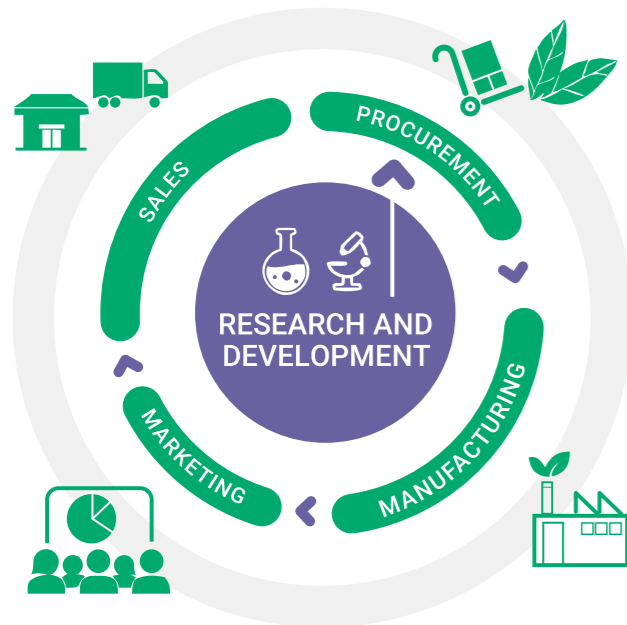 PROCUREMENT
SALES
RESEARCH AND
DEVELOPMENT
MANUFACTURING
MARKETING